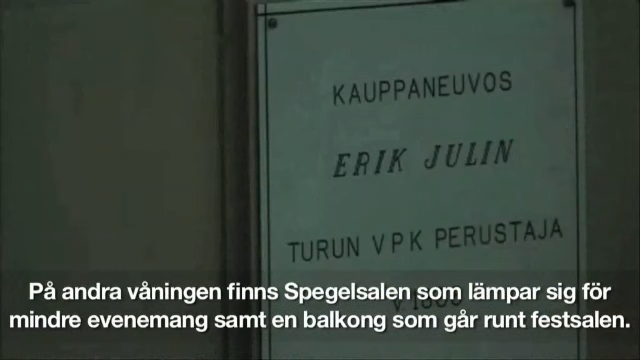 KAUPPANEUVOS
ERIK JULIN
TURUN VPK PERUSTAJA
På andra våningen finns Spegelsalen som lämpar sig för
mindre evenemang samt en balkong som går runt festsalen.